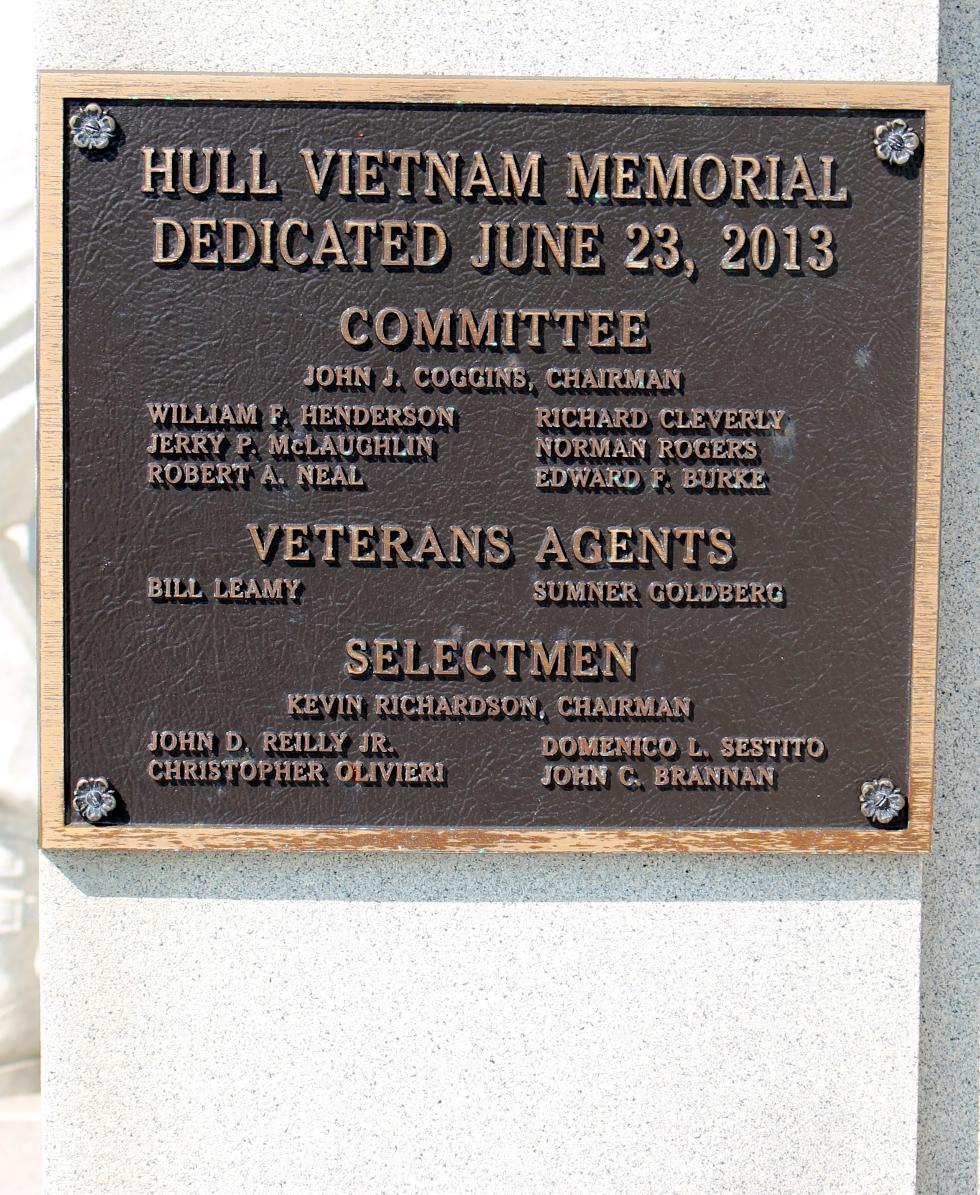 HULL VIETNAM MEMORIAL
DEDICATED JUNE 23, 2013
COMMITTEE
JOHN J. COGGINS, CHAIRMAN
WILLIAM F. HENDERSON RICHARD CLEVERLY
JERRY P. McLAUGHLIN NORMAN ROGERS
ROBERT A. NEAL EDWARD F. BURKE
VETERANS AGENTS
BILL LEAMY SUMNER GOLDBERG
SELECTMEN
KEVIN RICHARDSON, CHAIRMAN
JOHN D. REILLY JR. DOMENICO L. SESTITO
CHRISTOPHER OLIVIERI JOHN C. BRANNAN